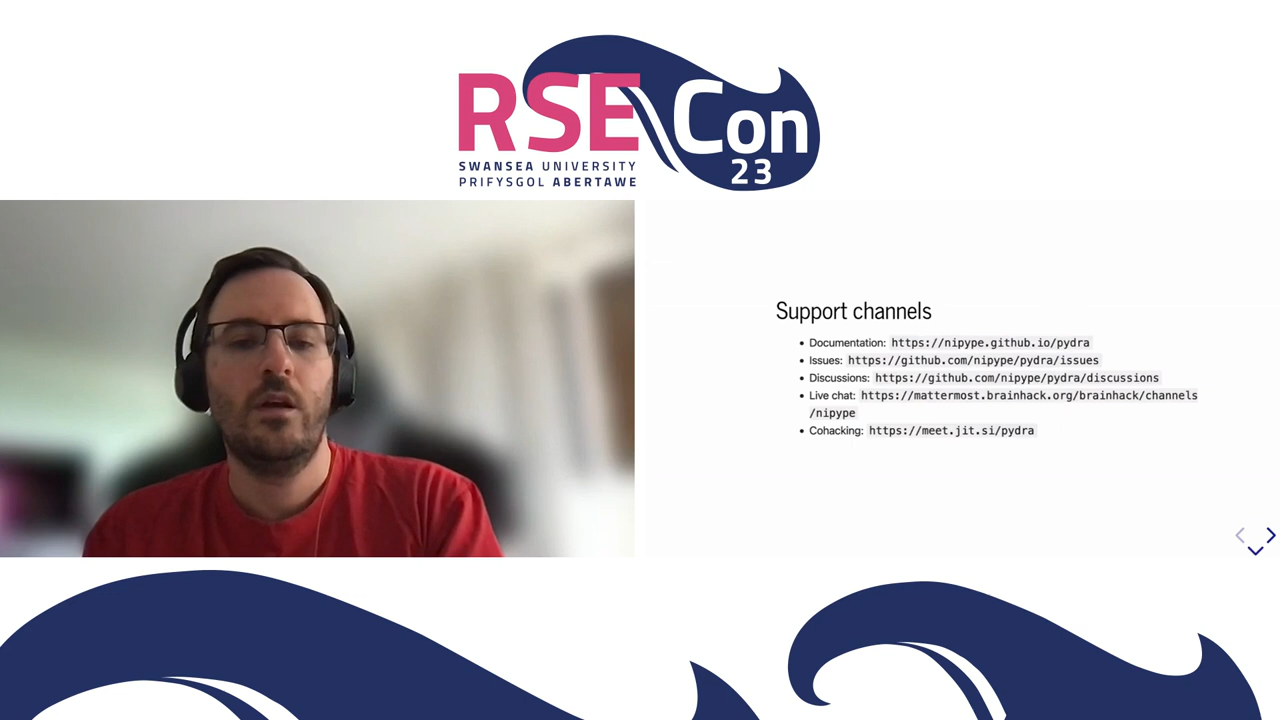 RSE Con
23
SWANSEA UNIVERSITY
PRIFYSGOL ABERTAWE
Support channels
• Documentation: https://nipype.github.io/pydra
• Issues: https://github.com/nipype/pydra/issues
• Discussions: https://github.com/nipype/pydra/discussions
• Live chat: https://mattermost.brainhack.org/brainhack/channels
/nipype
• Cohacking: https://meet.jit.si/pydra